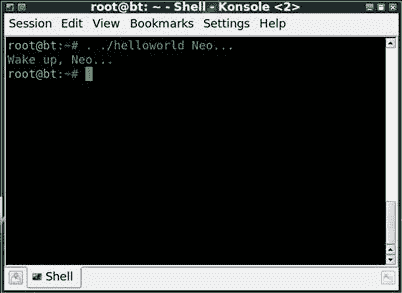 root@bt: ~ - Shell - Konsole <2>
Session Edit View Bookmarks Settings Help
root@bt:~# . ./helloworld Neo...
Wake up, Neo...
root@bt:~#
Shell